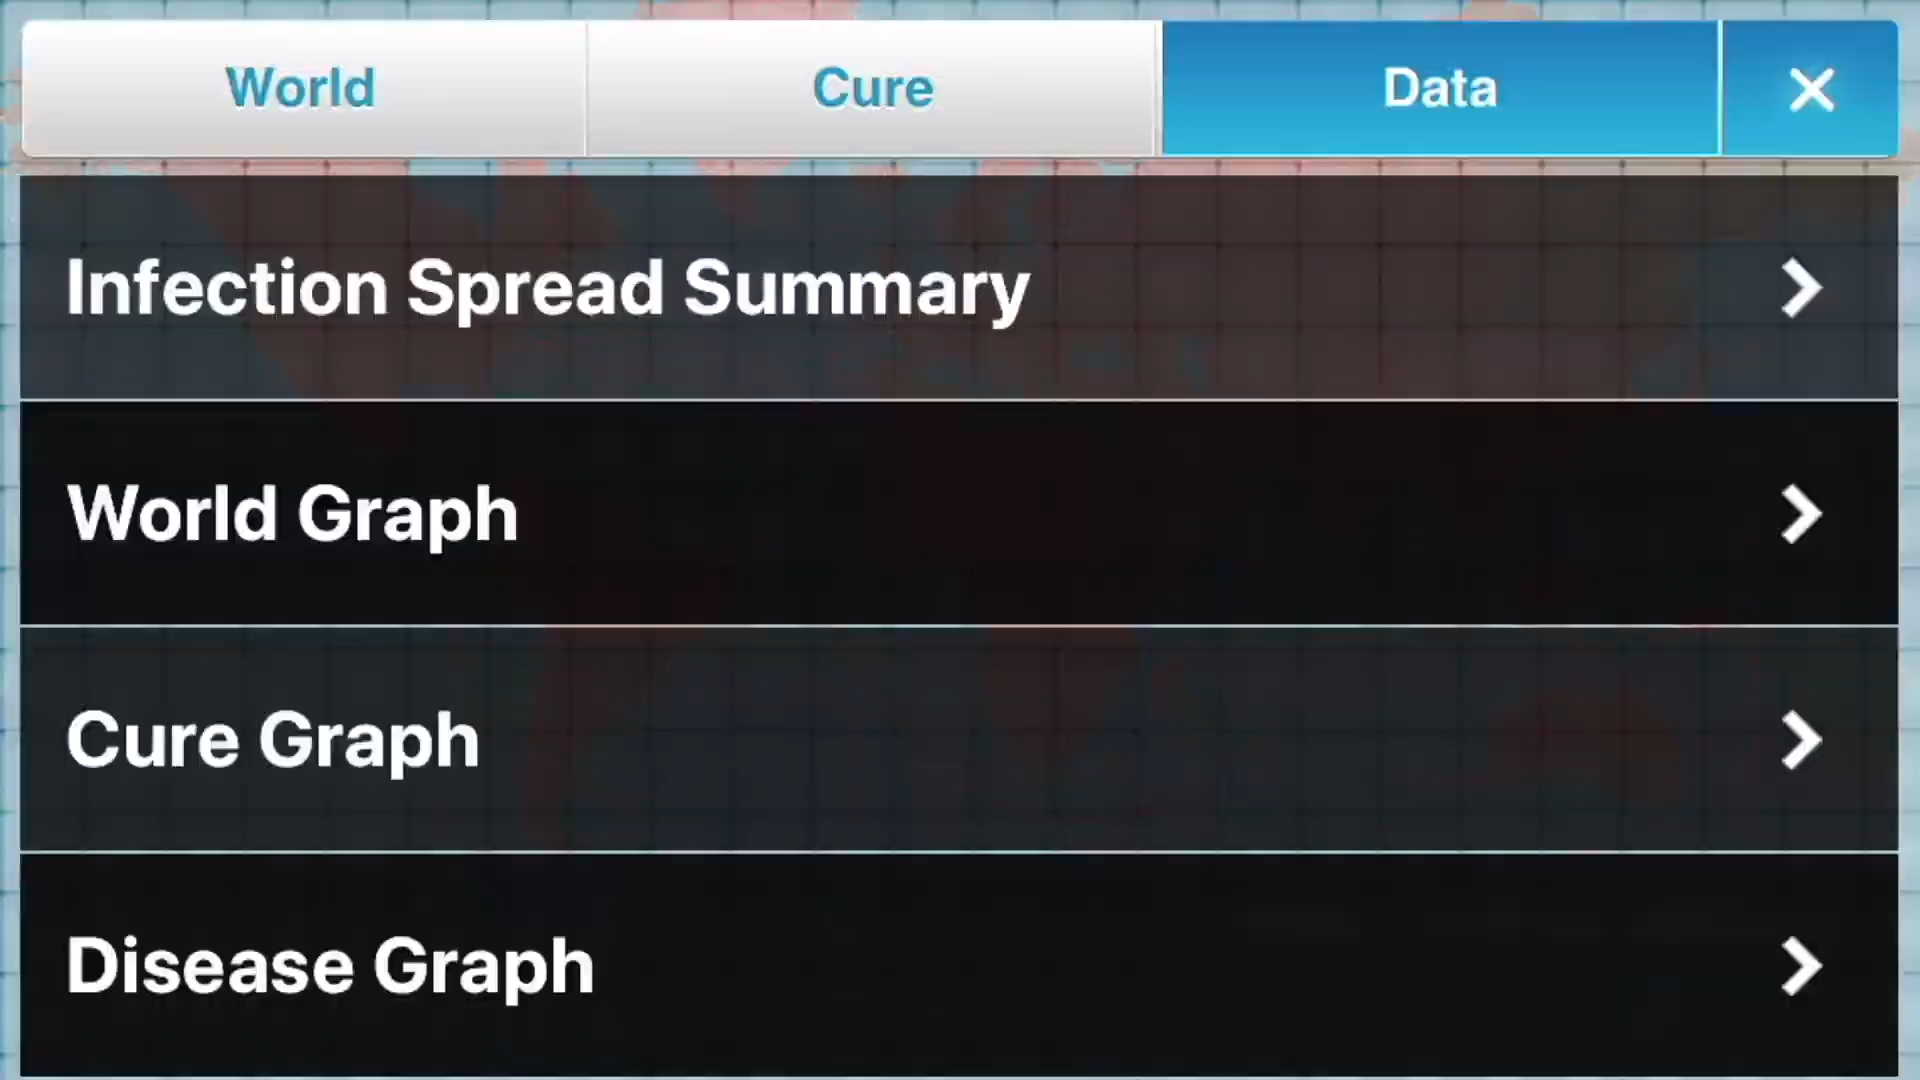 World
Cure
Data
Infection Spread Summary
World Graph
Cure Graph
Disease Graph